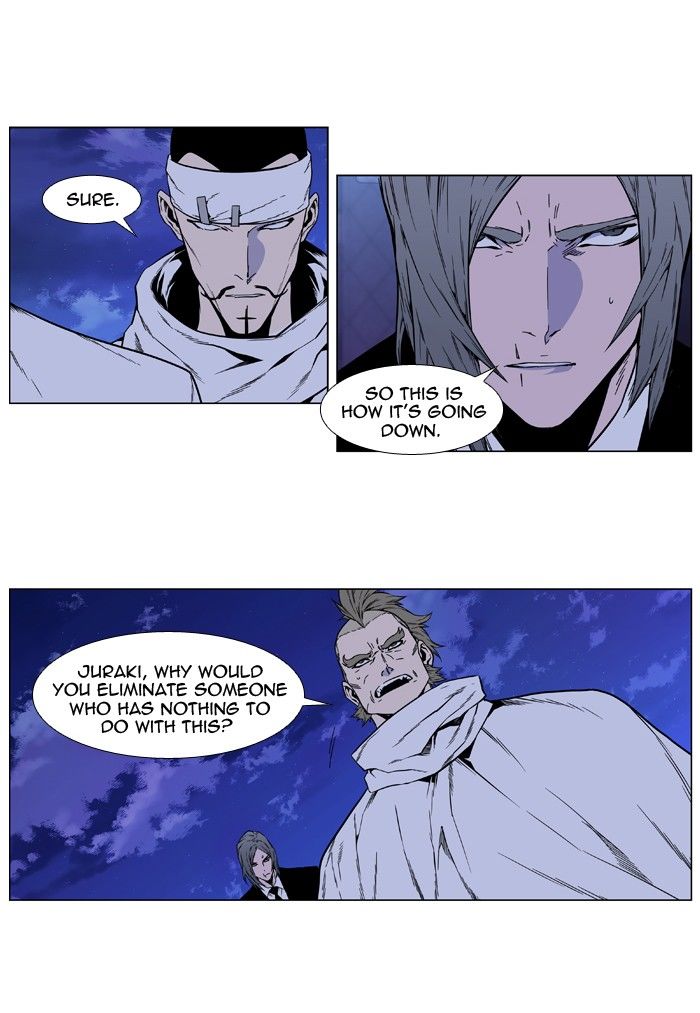 SURE.
SO THIS IS
HOW IT'S GOING
DOWN.
JURAKI, WHY WOULD
YOU ELIMINATE SOMEONE
WHO HAS NOTHING TO
DO WITH THIS?